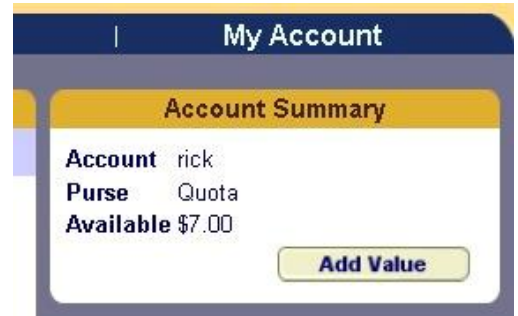 | My Account
Account Summary
Account rick
Purse Quota
Available $7.00
Add Value